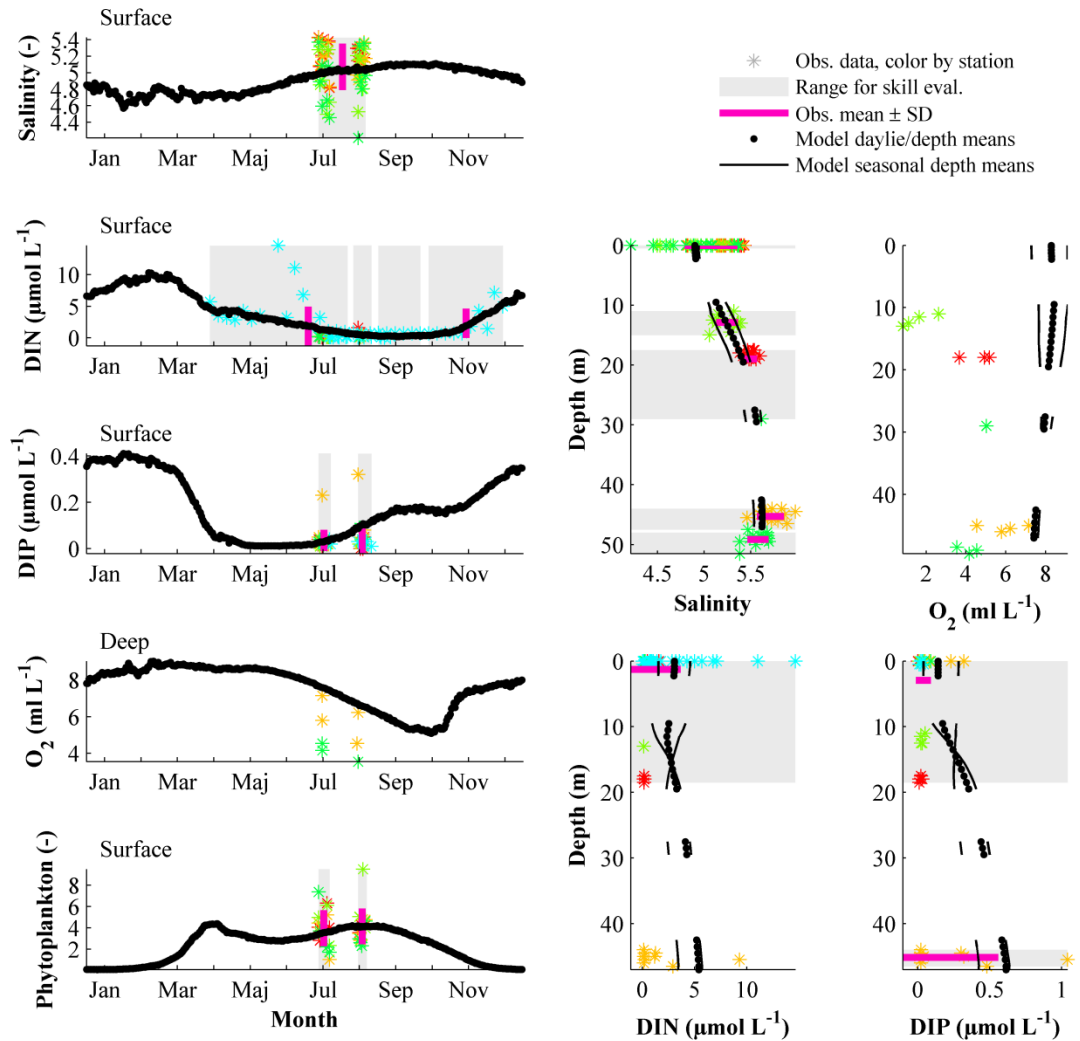 Surface
Salinity (-)
5.4
5.2
5
4.8
4.6
4.4
Jan Mar Maj Jul Sep Nov
Obs. data, color by station
Range for skill eval.
Obs. mean ± SD
Model daylie/depth means
Model seasonal depth means
Surface
DIN (µmol L⁻¹)
10
5
0
Jan Mar Maj Jul Sep Nov
Surface
DIP (µmol L⁻¹)
0.4
0.2
0
Jan Mar Maj Jul Sep Nov
Deep
O₂ (ml L⁻¹)
8
6
4
Jan Mar Maj Jul Sep Nov
Surface
Phytoplankton (-)
8
6
4
2
Jan Mar Maj Jul Sep Nov
Month
Depth (m)
0
10
20
30
40
50
4.5 5 5.5
Salinity
0
10
20
30
40
2 4 6 8
O₂ (ml L⁻¹)
Depth (m)
0
10
20
30
40
0 5 10
DIN (µmol L⁻¹)
0
10
20
30
40
0 0.5 1
DIP (µmol L⁻¹)